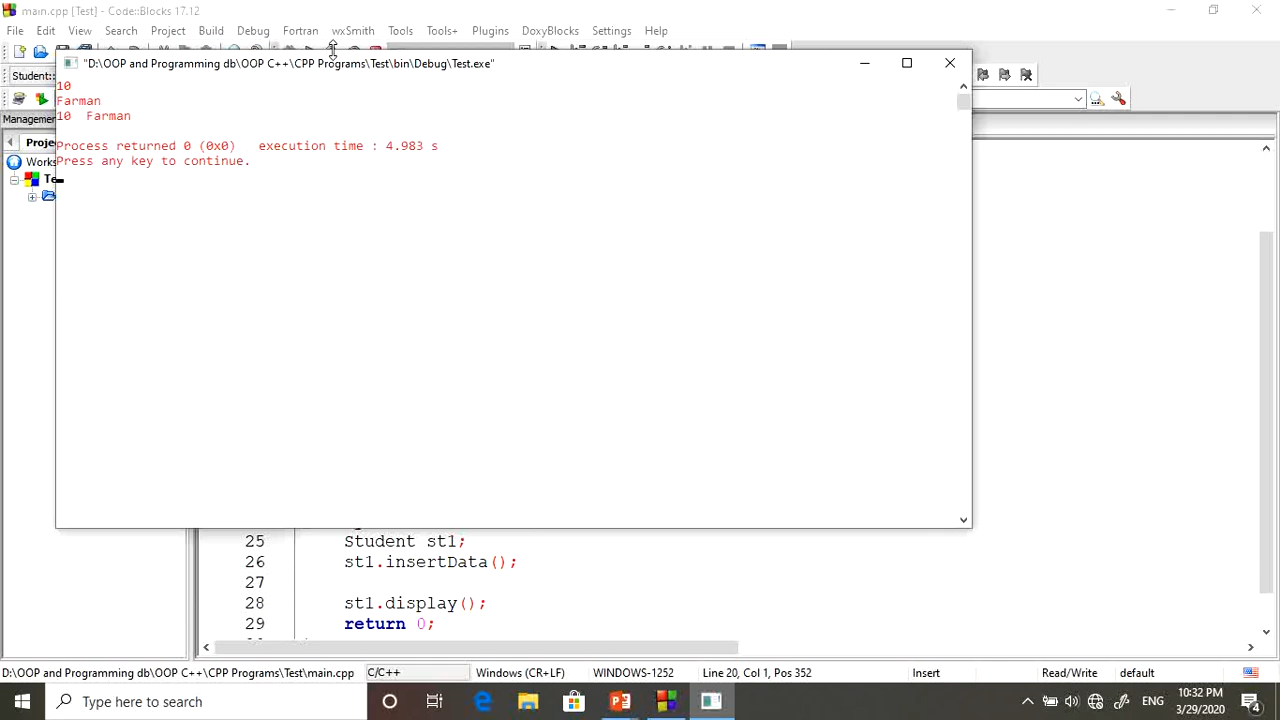 main.cpp [Test] - Code::Blocks 17.12
File Edit View Search Project Build Debug Fortran wxSmith Tools Tools+ Plugins DoxyBlocks Settings Help
"D:\OOP and Programming db\OOP C++\CPP Programs\Test\bin\Debug\Test.exe"
Student::
10
Farman
10  Farman
Management
Process returned 0 (0x0)   execution time : 4.983 s
Press any key to continue.
25 Student st1;
26 st1.insertData();
27
28 st1.display();
29 return 0;
D:\OOP and Programming db\OOP C++\CPP Programs\Test\main.cpp C/C++ Windows (CR+LF) WINDOWS-1252 Line 20, Col 1, Pos 352 Insert Read/Write default
Type here to search
ENG
10:32 PM
3/29/2020
4